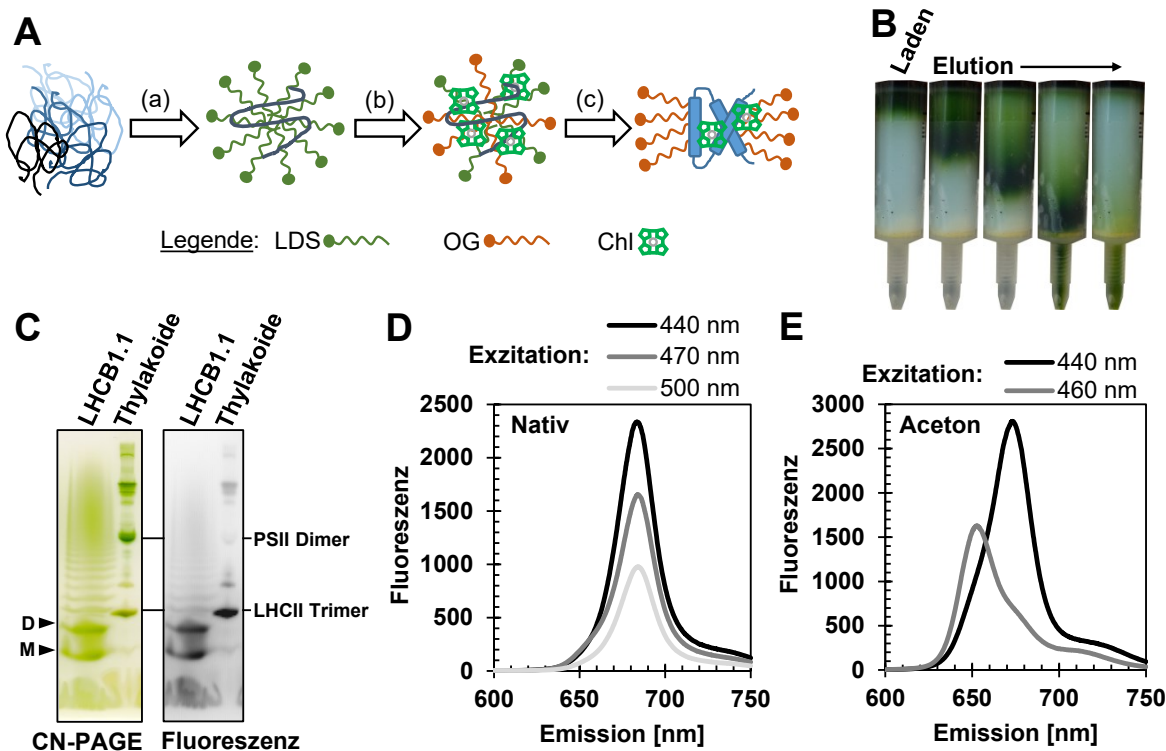 A
(a)
(b)
(c)
Legende: LDS OG Chl
B
Laden
Elution
C
LHCB1.1
Thylakoide
LHCB1.1
Thylakoide
PSII Dimer
LHCII Trimer
D
M
CN-PAGE
Fluoreszenz
D
Exzitation:
440 nm
470 nm
500 nm
Nativ
Fluoreszenz
2500
2000
1500
1000
500
0
600 650 700 750
Emission [nm]
E
Exzitation:
440 nm
460 nm
Aceton
Fluoreszenz
3000
2500
2000
1500
1000
500
0
600 650 700 750
Emission [nm]